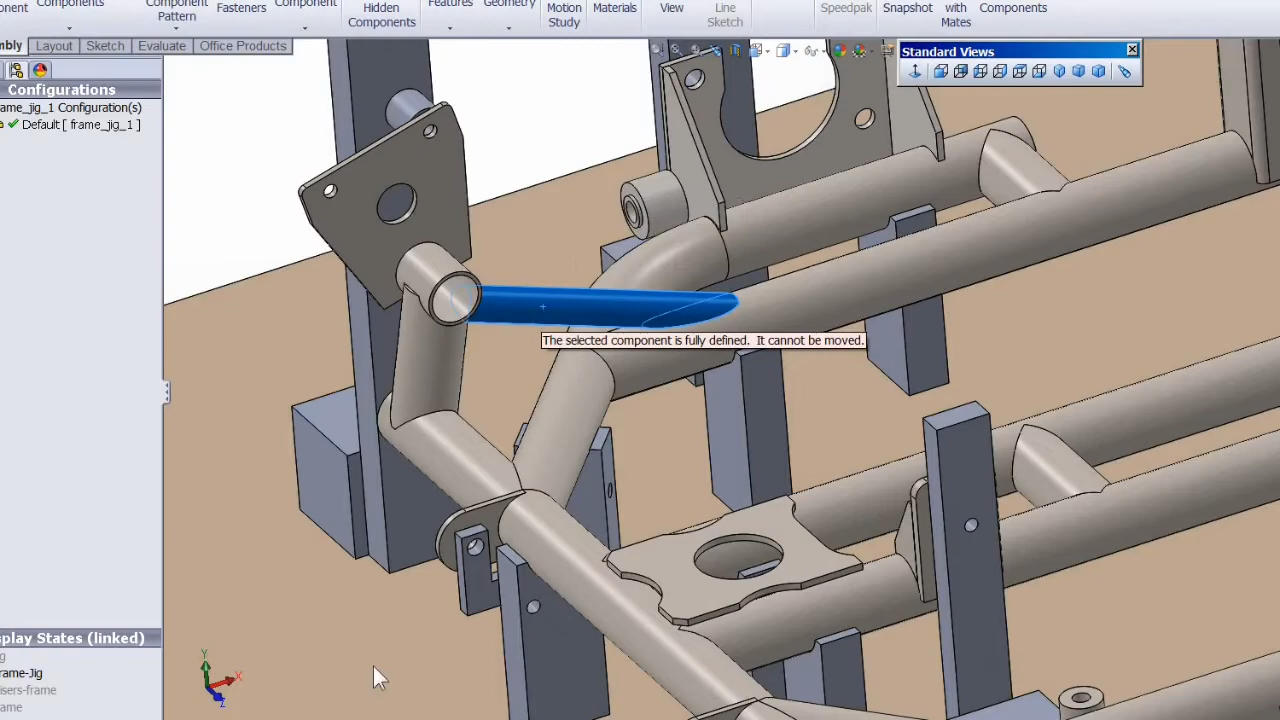 Components
Component
Pattern
Fasteners
Component
Hidden
Components
Features
Geometry
Motion
Study
Materials
View
Line
Sketch
Speedpak
Snapshot
with
Mates
Components
mbly Layout Sketch Evaluate Office Products
Standard Views
Configurations
ame_jig_1 Configuration(s)
Default [ frame_jig_1 ]
The selected component is fully defined. It cannot be moved.
splay States (linked)
g
rame-Jig
isers-frame
ame
Y
X
Z